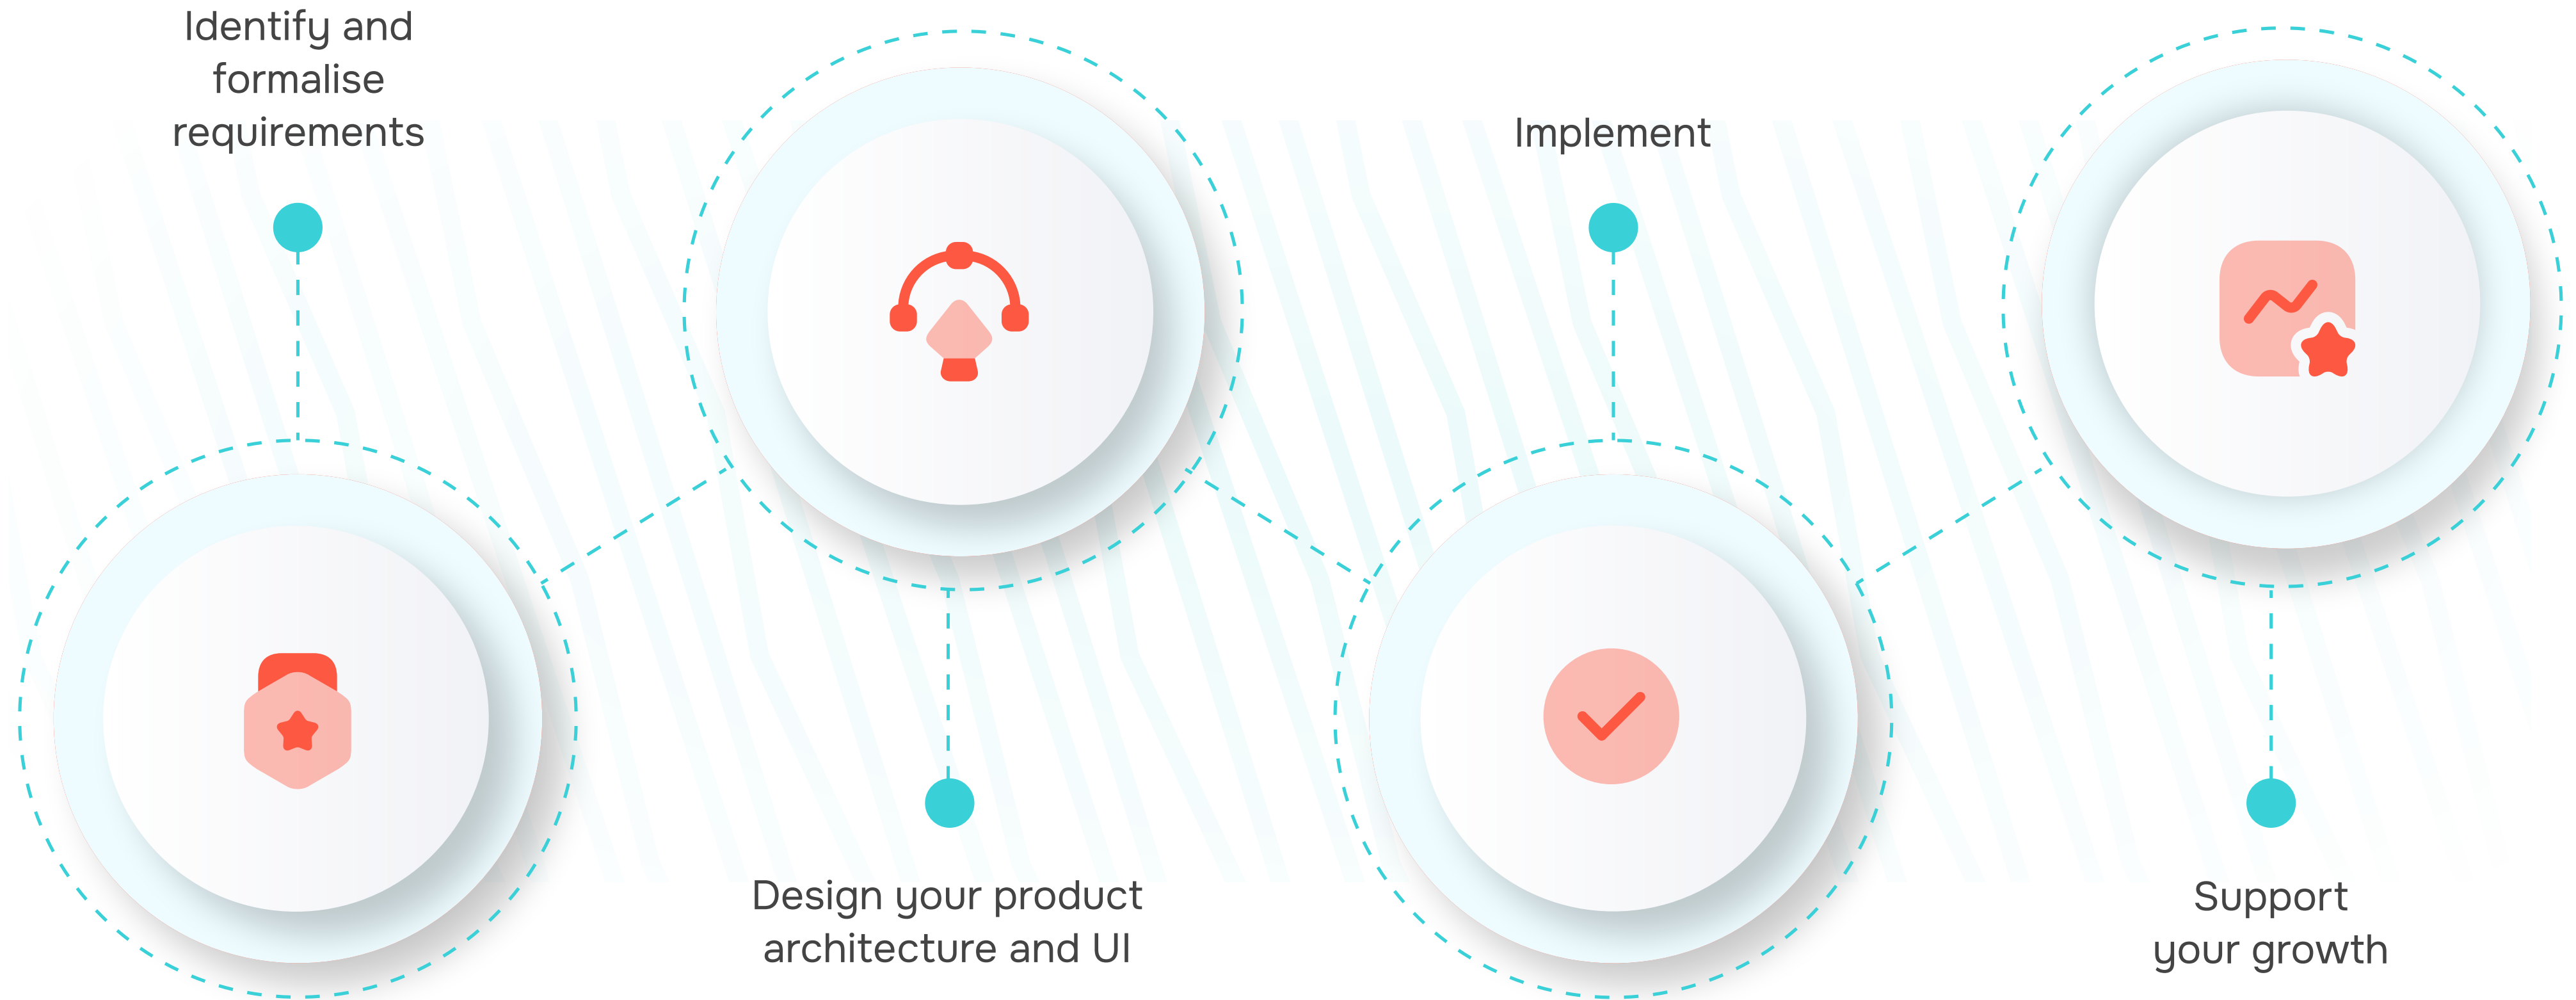 Identify and
formalise
requirements
Design your product
architecture and UI
Implement
Support
your growth